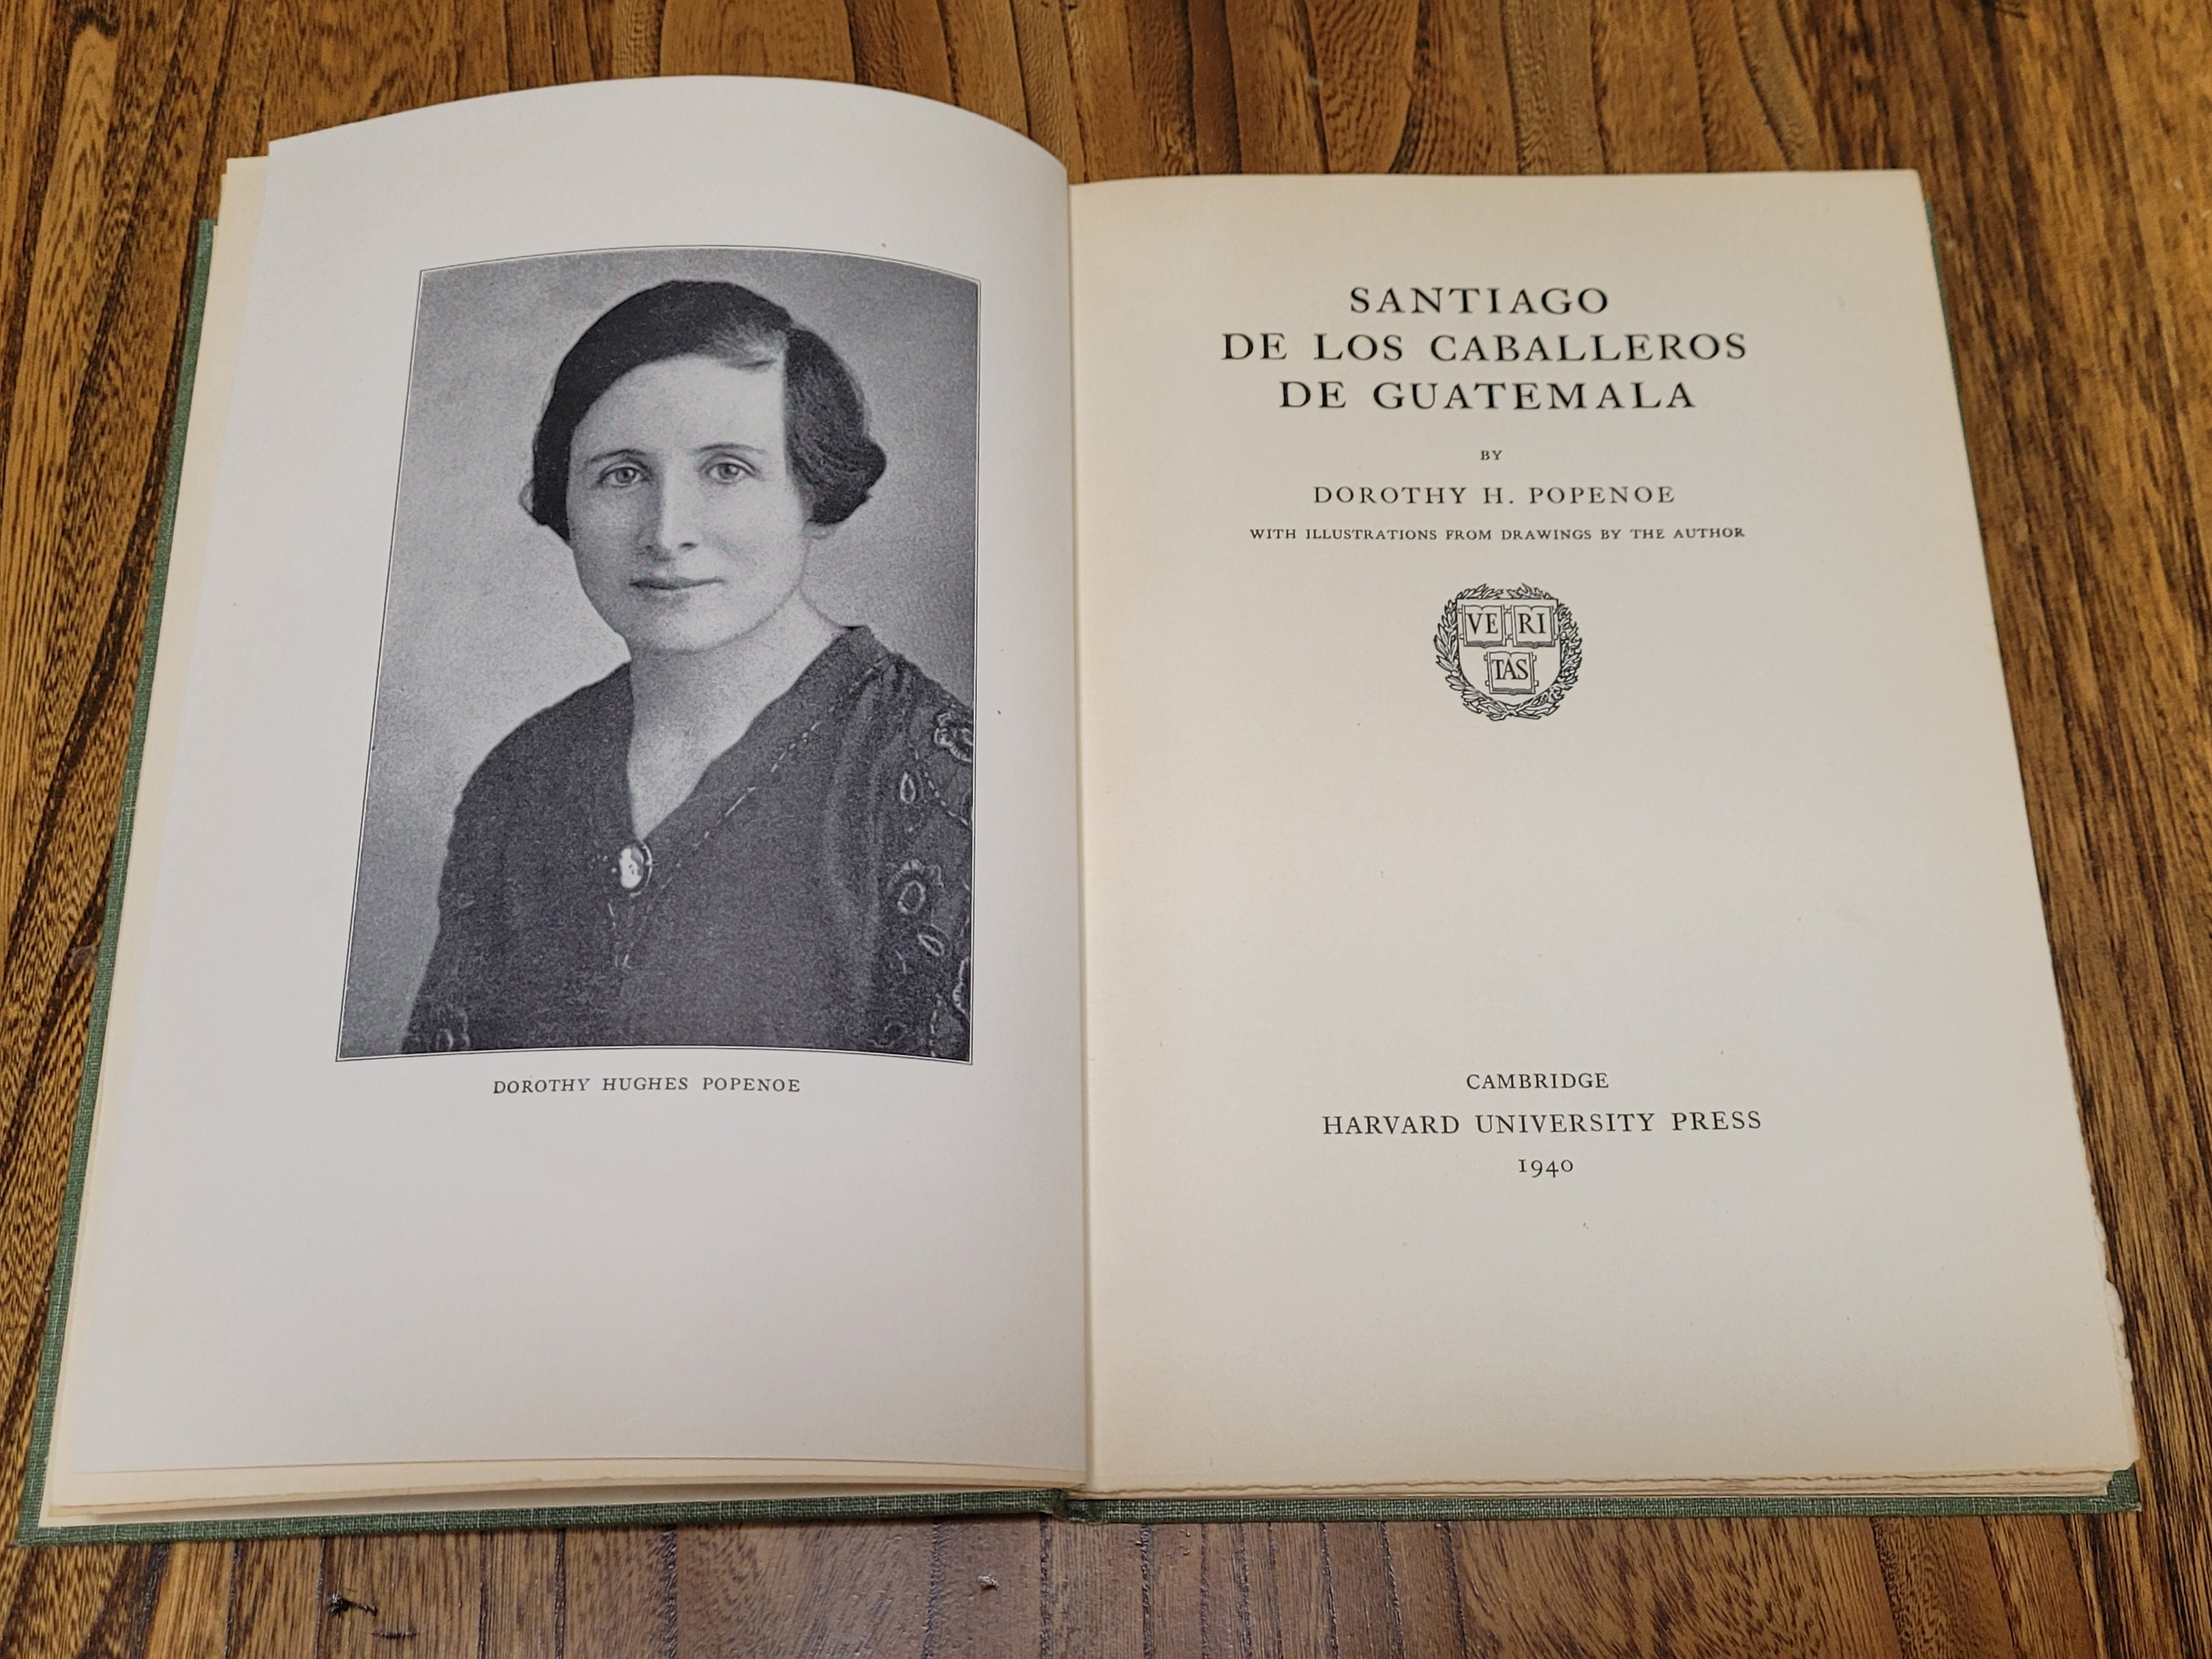 DOROTHY HUGHES POPENOE
SANTIAGO
DE LOS CABALLEROS
DE GUATEMALA
BY
DOROTHY H. POPENOE
WITH ILLUSTRATIONS FROM DRAWINGS BY THE AUTHOR
VE RI
TAS
CAMBRIDGE
HARVARD UNIVERSITY PRESS
1940